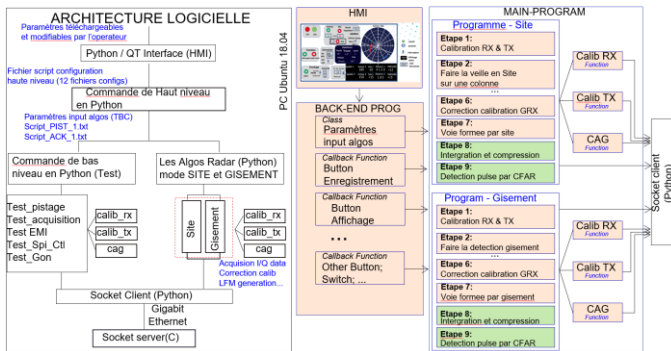 ARCHITECTURE LOGICIELLE
Paramètres téléchargeables
et modifiables par l'operateur
Python / QT Interface (HMI)
Fichier script configuration
haute niveau (12 fichiers configs)
Commande de Haut niveau
en Python
Paramètres input algos (TBC)
Script_PIST_1.txt
Script_ACK_1.txt
Commande de bas
niveau en Python (Test)
Les Algos Radar (Python)
mode SITE et GISEMENT
Test_pistage
Test_acquisition
Test EMI
Test_Spi_Ctl
Test_Gon
calib_rx
calib_tx
cag
Site
Gisement
calib_rx
calib_tx
cag
Acquision I/Q data
Correction calib
LFM generation...
Socket Client (Python)
Gigabit
Ethernet
Socket server(C)
PC Ubuntu 18.04
HMI
BACK-END PROG
Class
Paramètres
input algos
Callback Function
Button
Enregistrement
Callback Function
Button
Affichage
...
Callback Function
Other Button;
Switch; ...
MAIN-PROGRAM
Programme - Site
Etape 1:
Calibration RX & TX
Etape 2:
Faire la veille en Site
sur une colonne
...
Etape 6:
Correction calibration GRX
Etape 7:
Voie formee par site
Etape 8:
Intergration et compression
Etape 9:
Detection pulse par CFAR
Calib RX
Function
Calib TX
Function
CAG
Function
Program - Gisement
Etape 1:
Calibration RX & TX
Etape 2:
Faire la detection gisement
...
Etape 6:
Correction calibration GRX
Etape 7:
Voie formee par gisement
Etape 8:
Intergration et compression
Etape 9:
Detection pulse par CFAR
Calib RX
Function
Calib TX
Function
CAG
Function
Socket client
(Python)